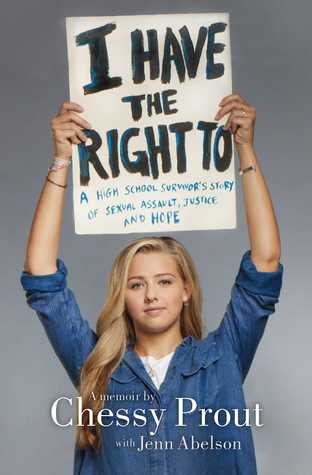 I HAVE
THE
RIGHT TO
A HIGH SCHOOL SURVIVOR'S STORY
OF SEXUAL ASSAULT, JUSTICE
AND HOPE
A memoir by
Chessy Prout
with Jenn Abelson